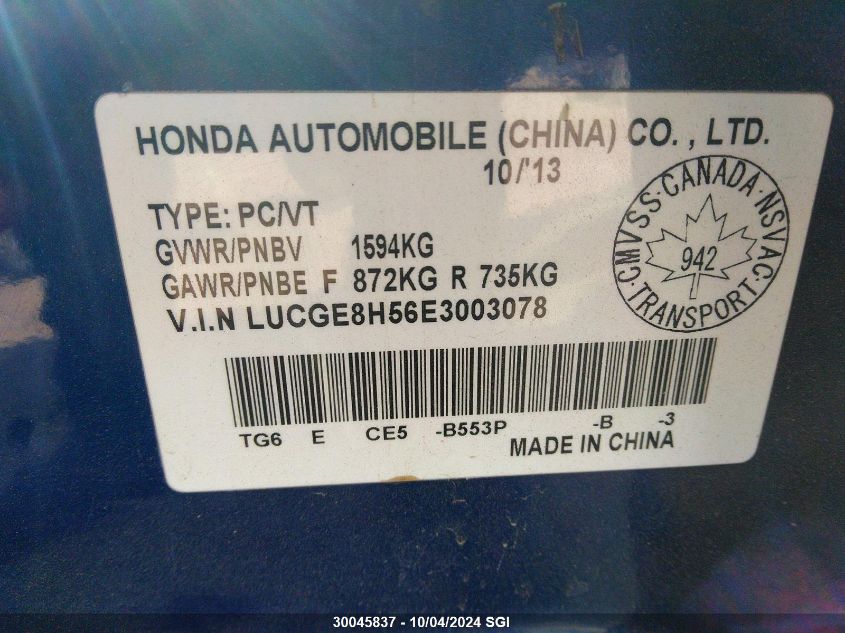 HONDA AUTOMOBILE (CHINA) CO., LTD.
10/'13
TYPE: PC/VT
GVWR/PNBV 1594KG
GAWR/PNBE F 872KG R 735KG
V.I.N LUCGE8H56E3003078
CMVSS·CANADA·NSVAC·TRANSPORT·
942
TG6 E CE5 -B553P -B -3
MADE IN CHINA
30045837 - 10/04/2024 SGI